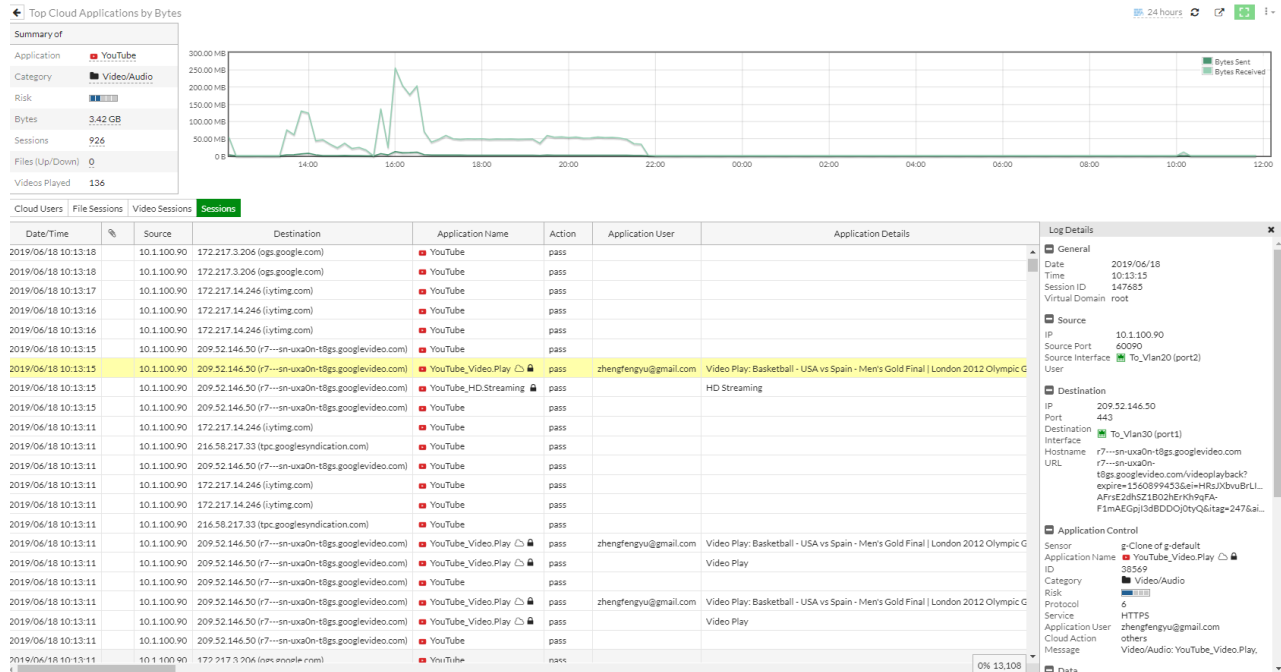 Top Cloud Applications by Bytes
24 hours
Summary of
Application YouTube
Category Video/Audio
Risk
Bytes 3.42 GB
Sessions 926
Files (Up/Down) 0
Videos Played 136
300.00 MB
250.00 MB
200.00 MB
150.00 MB
100.00 MB
50.00 MB
0 B
Bytes Sent
Bytes Received
14:00 16:00 18:00 20:00 22:00 00:00 02:00 04:00 06:00 08:00 10:00 12:00
Cloud Users File Sessions Video Sessions Sessions
Date/Time Source Destination Application Name Action Application User Application Details
2019/06/18 10:13:18 10.1.100.90 172.217.3.206 (ogs.google.com) YouTube pass
2019/06/18 10:13:18 10.1.100.90 172.217.3.206 (ogs.google.com) YouTube pass
2019/06/18 10:13:17 10.1.100.90 172.217.14.246 (i.ytimg.com) YouTube pass
2019/06/18 10:13:16 10.1.100.90 172.217.14.246 (i.ytimg.com) YouTube pass
2019/06/18 10:13:16 10.1.100.90 172.217.14.246 (i.ytimg.com) YouTube pass
2019/06/18 10:13:15 10.1.100.90 209.52.146.50 (r7---sn-uxa0n-t8gs.googlevideo.com) YouTube pass
2019/06/18 10:13:15 10.1.100.90 209.52.146.50 (r7---sn-uxa0n-t8gs.googlevideo.com) YouTube_Video.Play pass zhengfengyu@gmail.com Video Play: Basketball - USA vs Spain - Men's Gold Final | London 2012 Olympic G
2019/06/18 10:13:15 10.1.100.90 209.52.146.50 (r7---sn-uxa0n-t8gs.googlevideo.com) YouTube_HD.Streaming pass HD Streaming
2019/06/18 10:13:15 10.1.100.90 209.52.146.50 (r7---sn-uxa0n-t8gs.googlevideo.com) YouTube pass
2019/06/18 10:13:11 10.1.100.90 172.217.14.246 (i.ytimg.com) YouTube pass
2019/06/18 10:13:11 10.1.100.90 216.58.217.33 (tpc.googlesyndication.com) YouTube pass
2019/06/18 10:13:11 10.1.100.90 209.52.146.50 (r7---sn-uxa0n-t8gs.googlevideo.com) YouTube pass
2019/06/18 10:13:11 10.1.100.90 209.52.146.50 (r7---sn-uxa0n-t8gs.googlevideo.com) YouTube pass
2019/06/18 10:13:11 10.1.100.90 172.217.14.246 (i.ytimg.com) YouTube pass
2019/06/18 10:13:11 10.1.100.90 216.58.217.33 (tpc.googlesyndication.com) YouTube pass
2019/06/18 10:13:11 10.1.100.90 209.52.146.50 (r7---sn-uxa0n-t8gs.googlevideo.com) YouTube_Video.Play pass zhengfengyu@gmail.com Video Play: Basketball - USA vs Spain - Men's Gold Final | London 2012 Olympic G
2019/06/18 10:13:11 10.1.100.90 209.52.146.50 (r7---sn-uxa0n-t8gs.googlevideo.com) YouTube_Video.Play pass Video Play
2019/06/18 10:13:11 10.1.100.90 209.52.146.50 (r7---sn-uxa0n-t8gs.googlevideo.com) YouTube pass
2019/06/18 10:13:11 10.1.100.90 209.52.146.50 (r7---sn-uxa0n-t8gs.googlevideo.com) YouTube_Video.Play pass zhengfengyu@gmail.com Video Play: Basketball - USA vs Spain - Men's Gold Final | London 2012 Olympic G
2019/06/18 10:13:11 10.1.100.90 209.52.146.50 (r7---sn-uxa0n-t8gs.googlevideo.com) YouTube_Video.Play pass Video Play
2019/06/18 10:13:11 10.1.100.90 209.52.146.50 (r7---sn-uxa0n-t8gs.googlevideo.com) YouTube pass
2019/06/18 10:13:11 10.1.100.90 172.217.3.206 (ogs.google.com) YouTube pass
0% 13,108
Log Details
General
Date 2019/06/18
Time 10:13:15
Session ID 147685
Virtual Domain root
Source
IP 10.1.100.90
Source Port 60090
Source Interface To_Vlan20 (port2)
User
Destination
IP 209.52.146.50
Port 443
Destination
Interface To_Vlan30 (port1)
Hostname r7---sn-uxa0n-t8gs.googlevideo.com
URL r7---sn-uxa0n-
t8gs.googlevideo.com/videoplayback?
expire=1560899453&ei=HRsJXbvuBrLI...
AFrsE2dhSZ1B02hErKh9qFA-
F1mAEGpjI3dBDDOj0tyQ&itag=247&ai...
Application Control
Sensor g-Clone of g-default
Application Name YouTube_Video.Play
ID 38569
Category Video/Audio
Risk
Protocol 6
Service HTTPS
Application User zhengfengyu@gmail.com
Cloud Action others
Message Video/Audio: YouTube_Video.Play,
Data